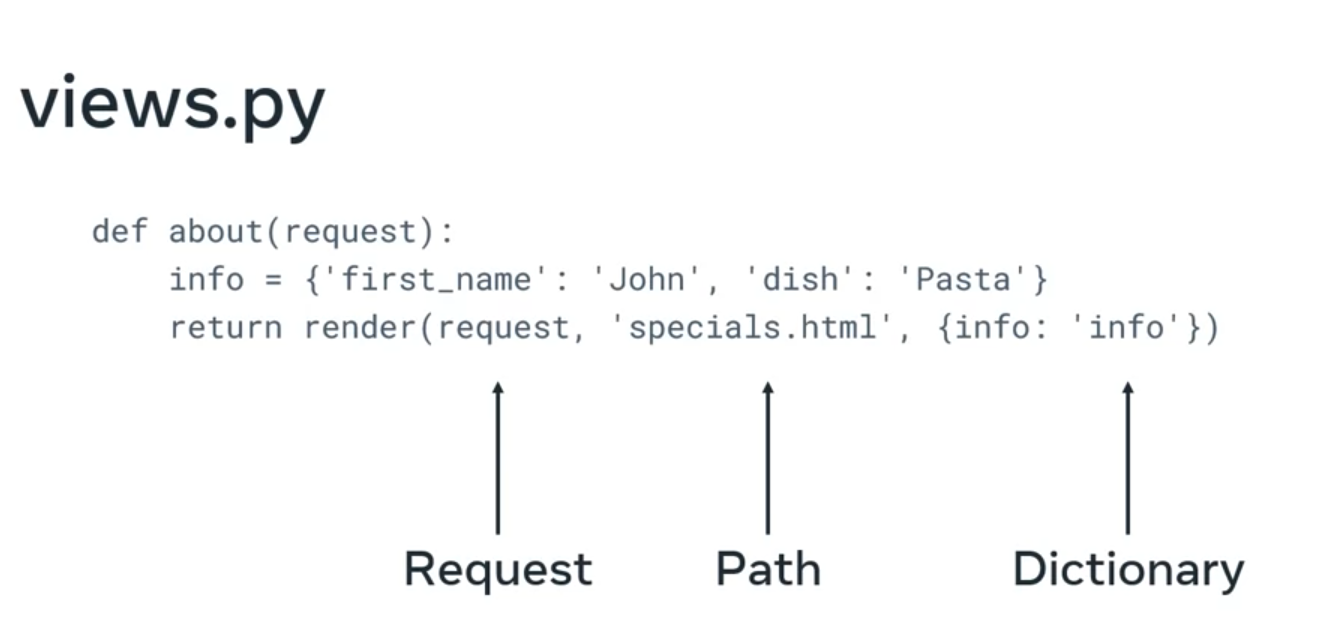 views.py
def about(request):
    info = {'first_name': 'John', 'dish': 'Pasta'}
    return render(request, 'specials.html', {info: 'info'})
Request Path Dictionary